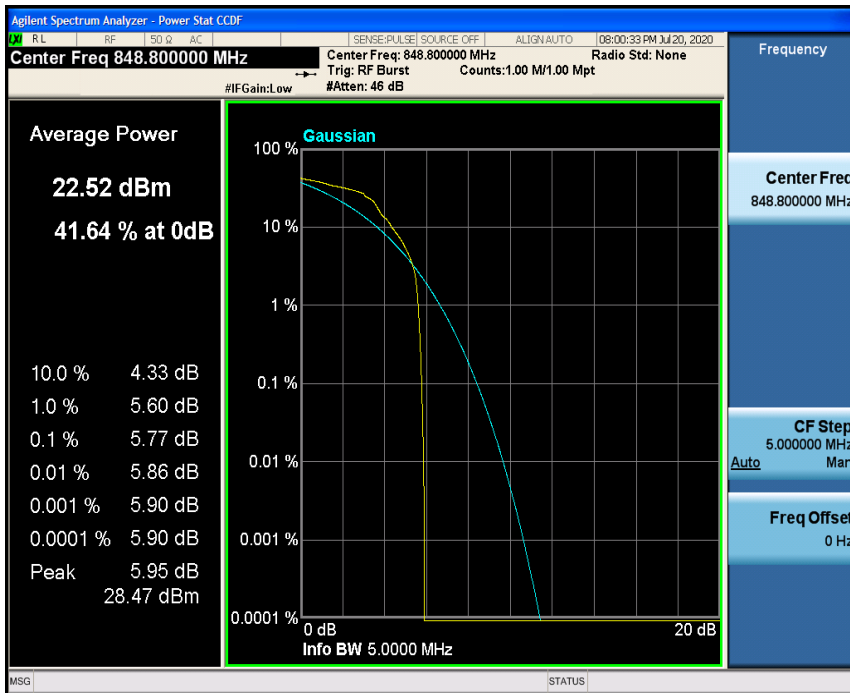 Agilent Spectrum Analyzer - Power Stat CCDF
LXI RL RF 50 Ω AC SENSE:PULSE SOURCE OFF ALIGN AUTO 08:00:33 PM Jul 20, 2020
Center Freq 848.800000 MHz
Center Freq: 848.800000 MHz Radio Std: None
Trig: RF Burst Counts:1.00 M/1.00 Mpt
#IFGain:Low #Atten: 46 dB
Average Power
22.52 dBm
41.64 % at 0dB
10.0 % 4.33 dB
1.0 % 5.60 dB
0.1 % 5.77 dB
0.01 % 5.86 dB
0.001 % 5.90 dB
0.0001 % 5.90 dB
Peak 5.95 dB
28.47 dBm
Gaussian
100 %
10 %
1 %
0.1 %
0.01 %
0.001 %
0.0001 %
0 dB 20 dB
Info BW 5.0000 MHz
Frequency
Center Freq
848.800000 MHz
CF Step
5.000000 MHz
Auto Man
Freq Offset
0 Hz
MSG STATUS